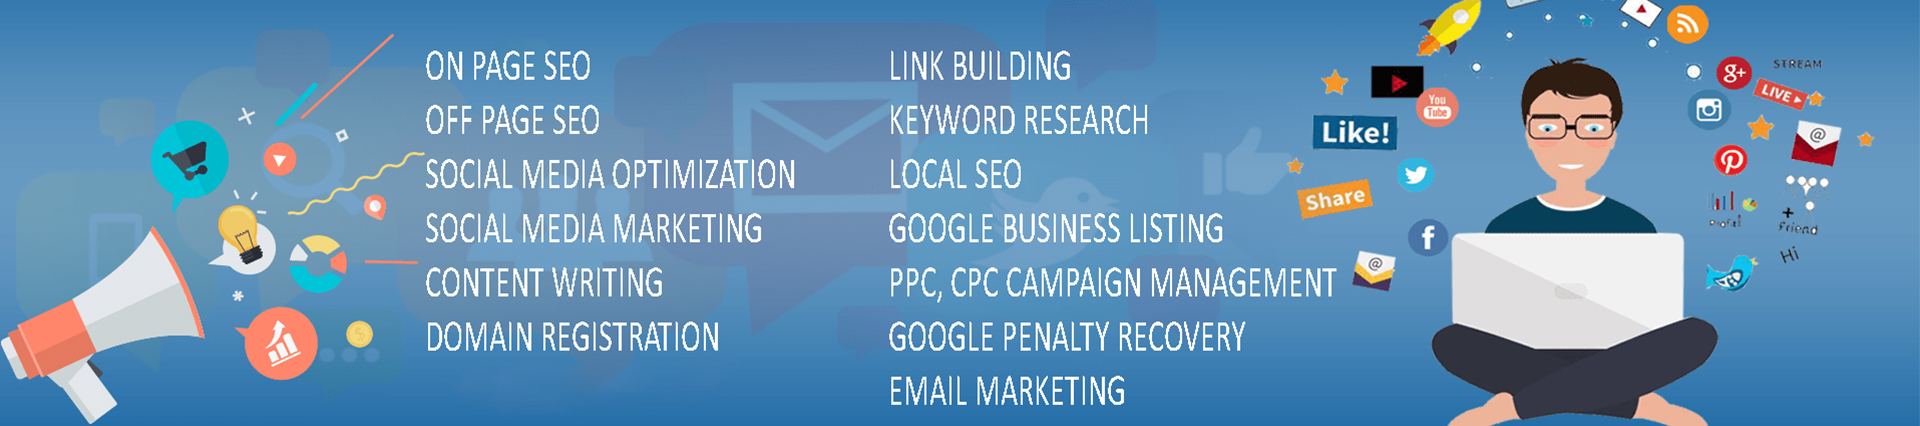 ON PAGE SEO
OFF PAGE SEO
SOCIAL MEDIA OPTIMIZATION
SOCIAL MEDIA MARKETING
CONTENT WRITING
DOMAIN REGISTRATION
LINK BUILDING
KEYWORD RESEARCH
LOCAL SEO
GOOGLE BUSINESS LISTING
PPC, CPC CAMPAIGN MANAGEMENT
GOOGLE PENALTY RECOVERY
EMAIL MARKETING
You
Tube
Like!
Share
f
@
g+
STREAM
LIVE
@
+
friend
Hi